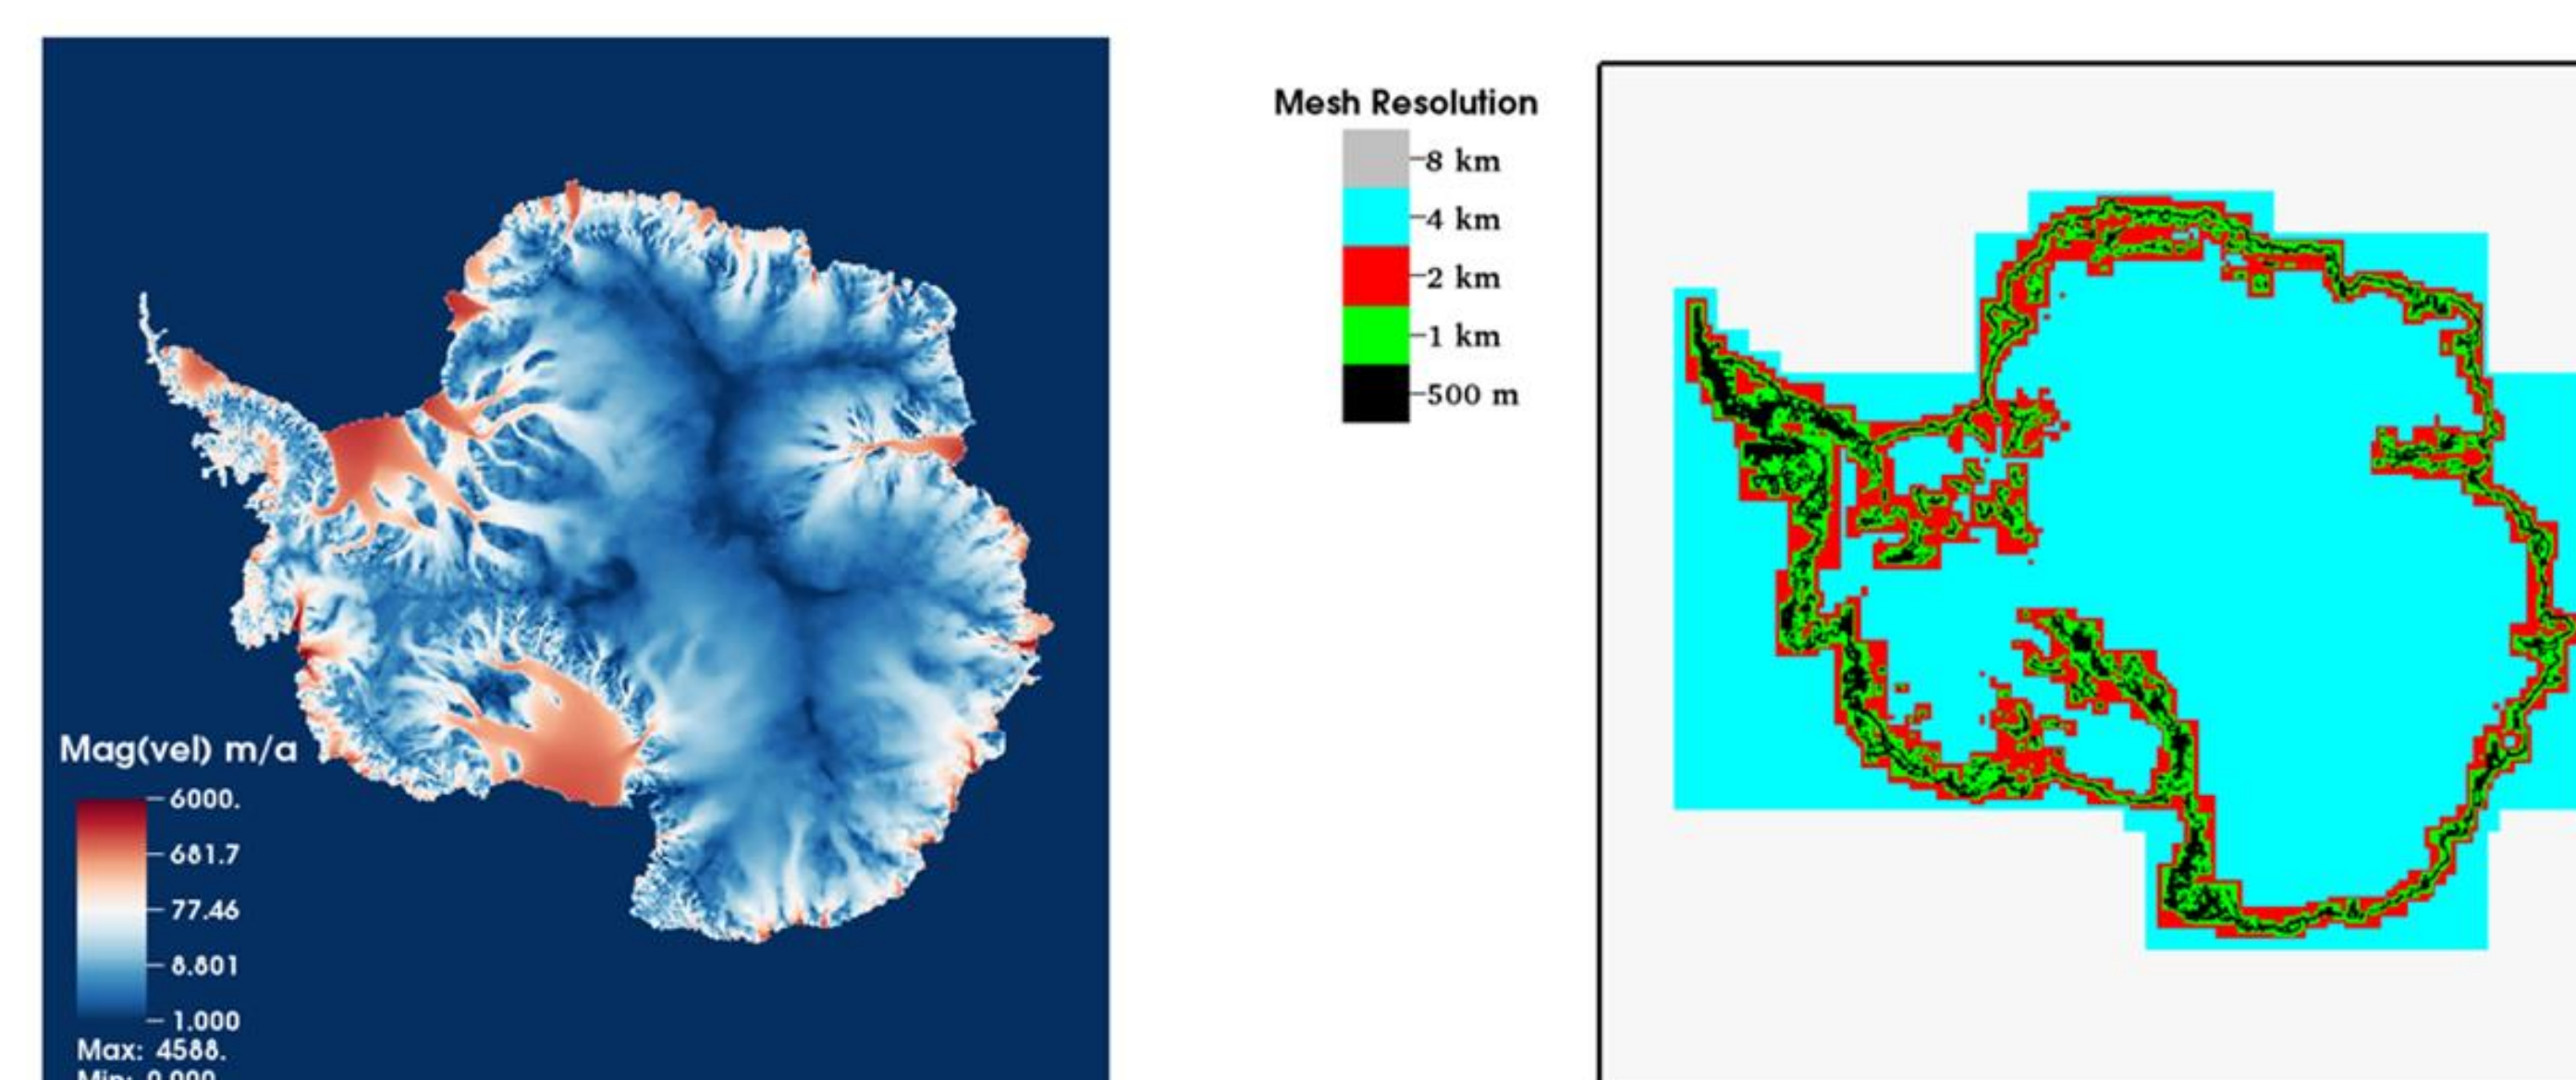 Mag(vel) m/a
6000.
681.7
77.46
8.801
1.000
Max: 4588.
Mesh Resolution
8 km
4 km
2 km
1 km
500 m